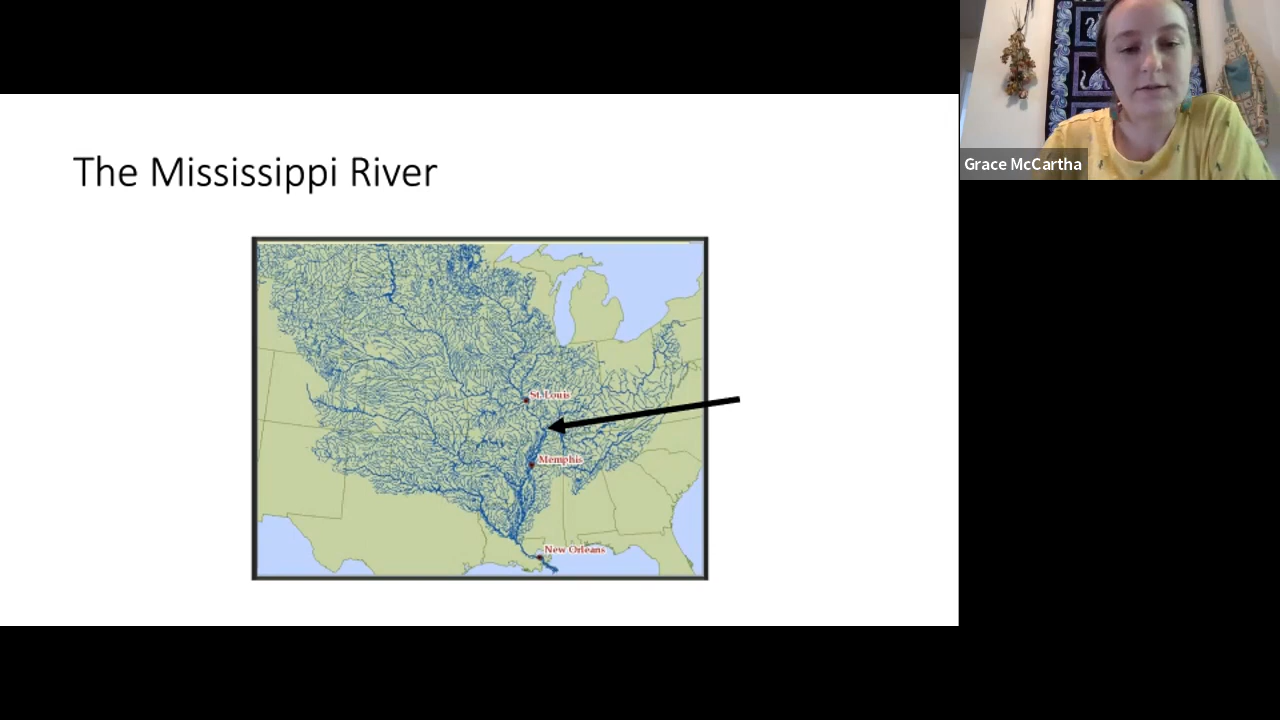 The Mississippi River
Grace McCartha
St. Louis
Memphis
New Orleans